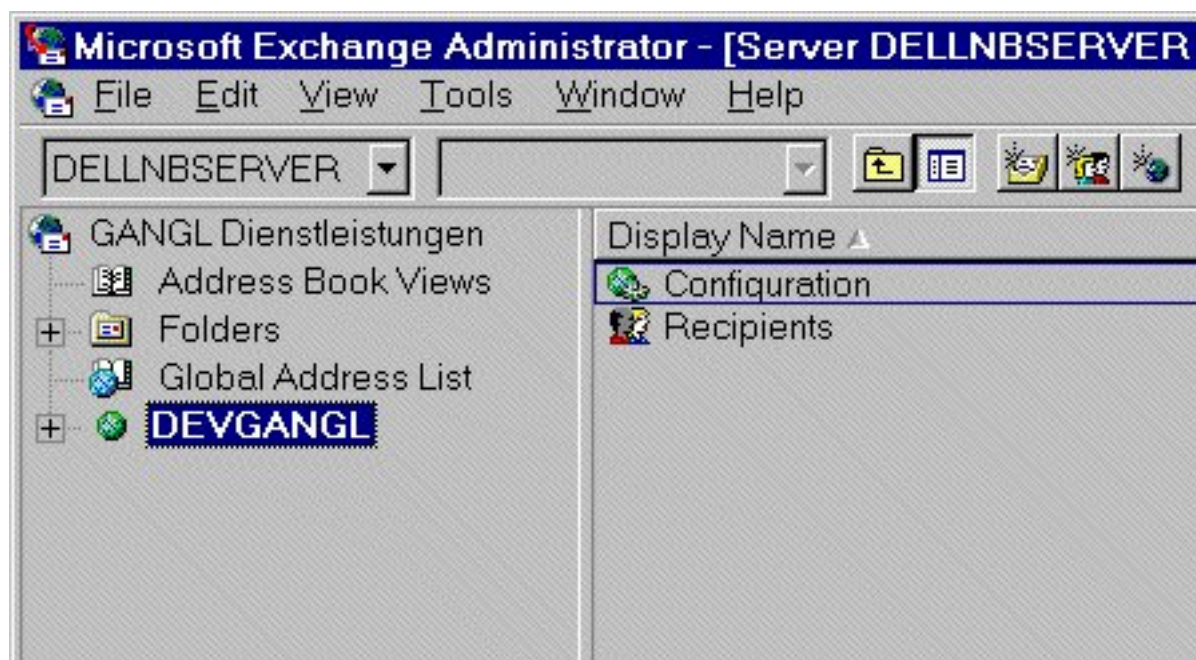 Microsoft Exchange Administrator - [Server DELLNBSERVER
File Edit View Tools Window Help
DELLNBSERVER
GANGL Dienstleistungen
Address Book Views
Folders
Global Address List
DEVGANGL
Display Name
Configuration
Recipients